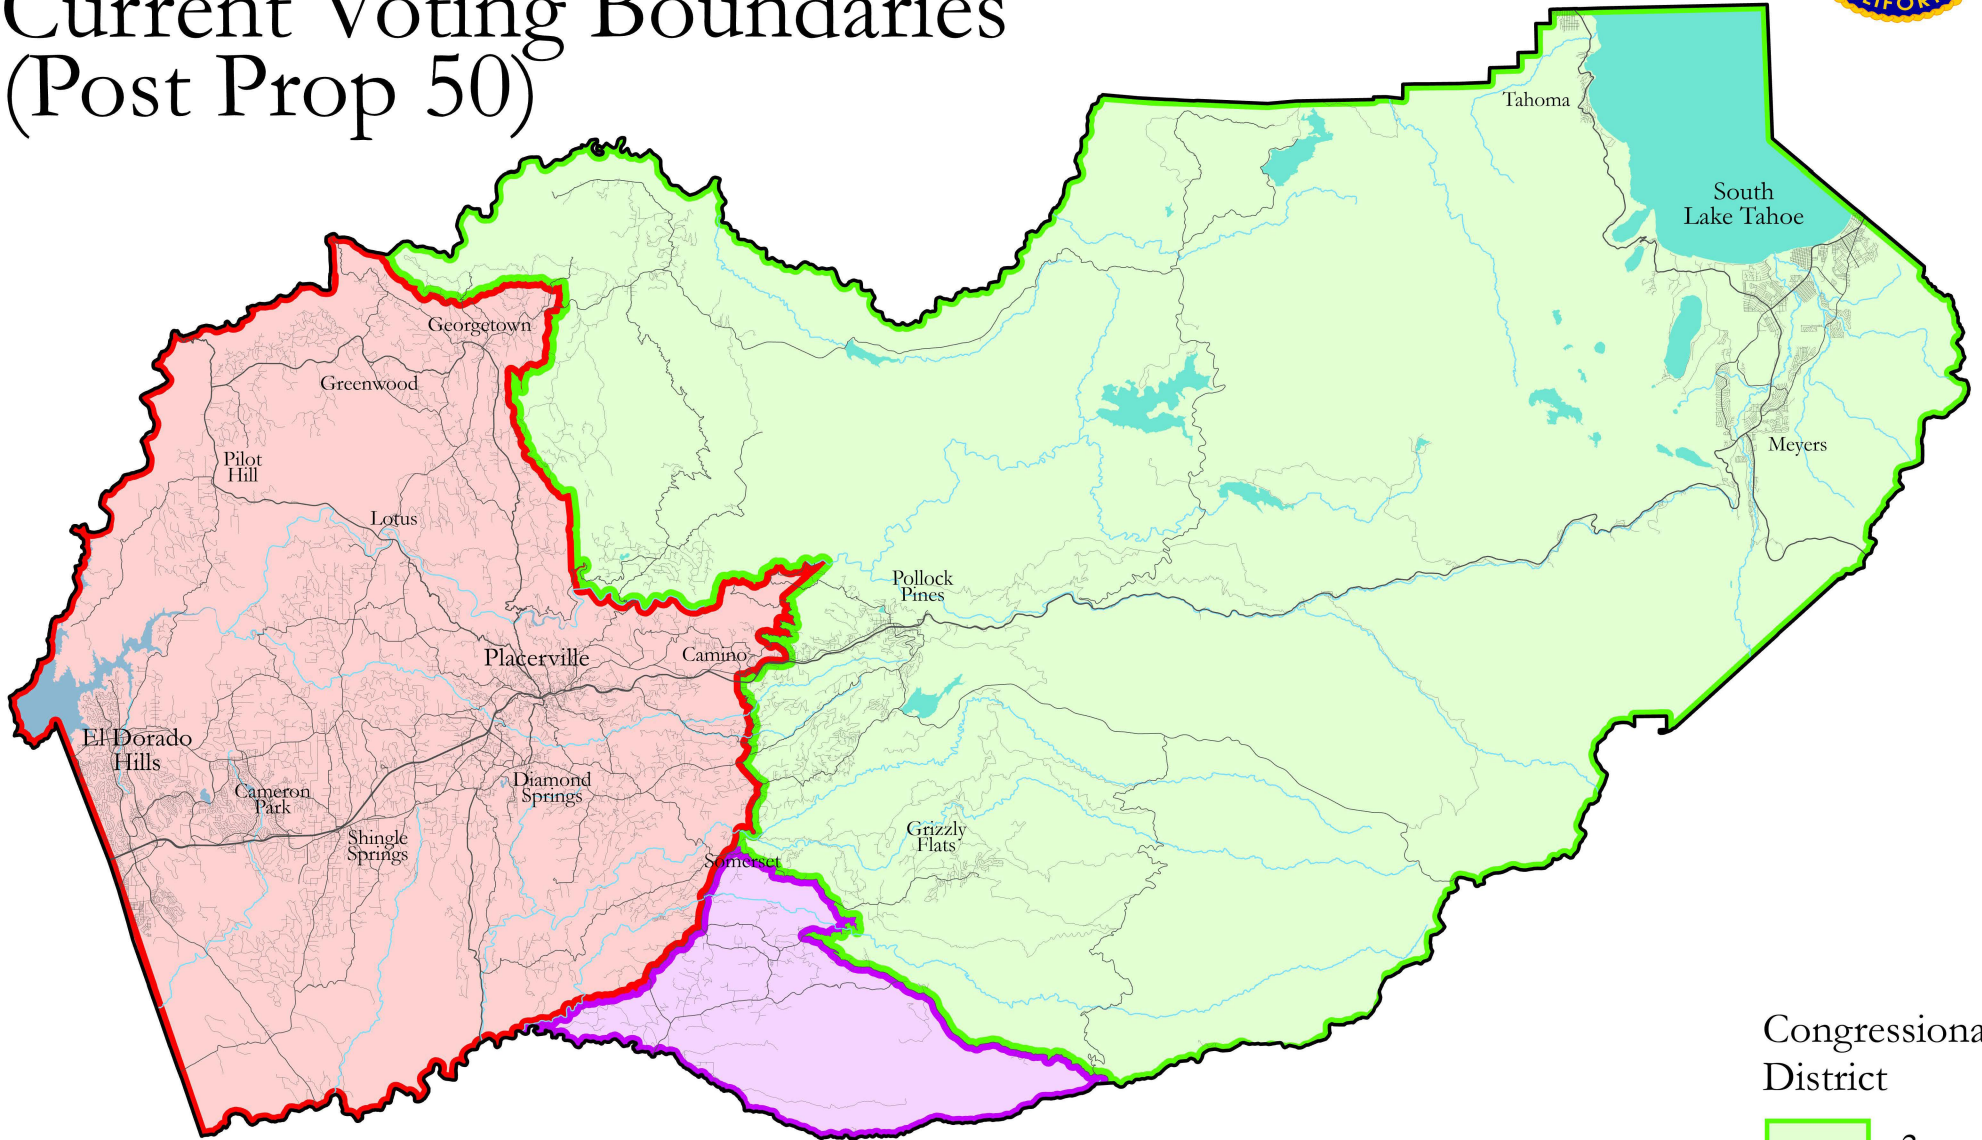 Current Voting Boundaries
(Post Prop 50)
LIFOR
Tahoma
South
Lake Tahoe
Georgetown
Greenwood
Pilot
Hill
Meyers
Lotus
Pollock
Pines
Placerville
Camino
El Dorado
Hills
Diamond
Springs
Cameron
Park
Shingle
Springs
Grizzly
Flats
Somerset
Congressiona
District